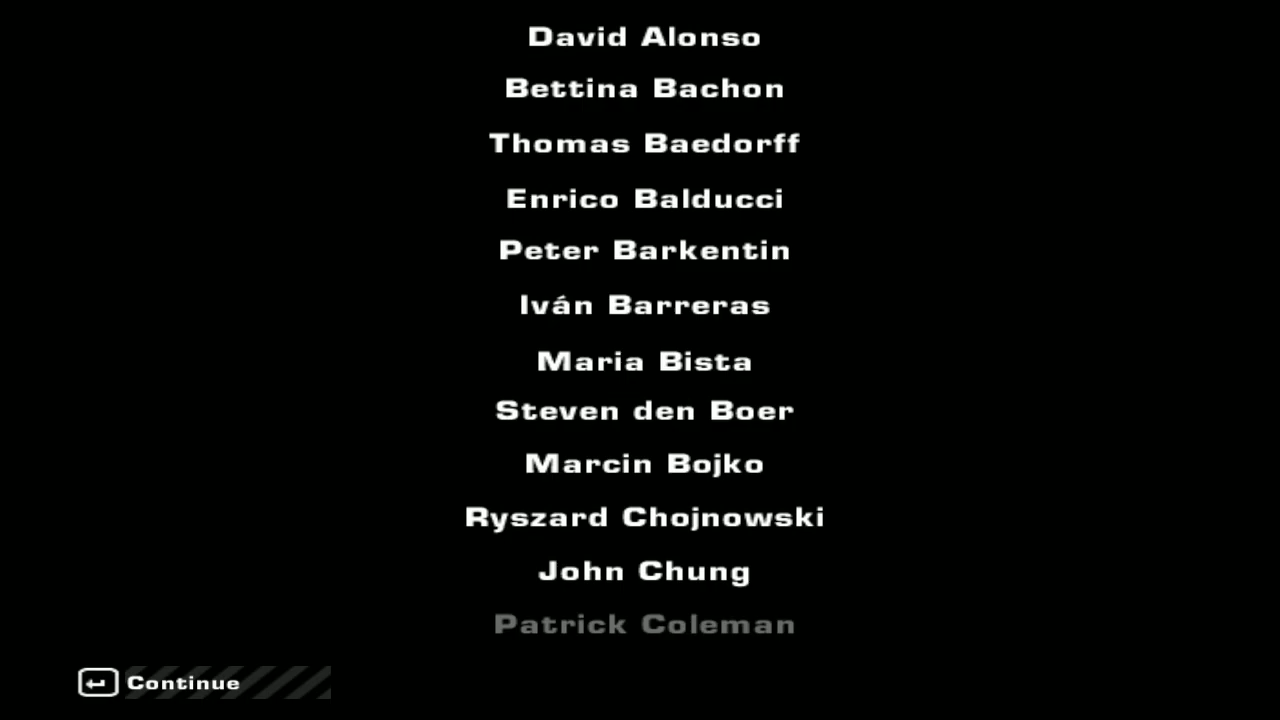 David Alonso
Bettina Bachon
Thomas Baedorff
Enrico Balducci
Peter Barkentin
Iván Barreras
Maria Bista
Steven den Boer
Marcin Bojko
Ryszard Chojnowski
John Chung
Patrick Coleman
Continue